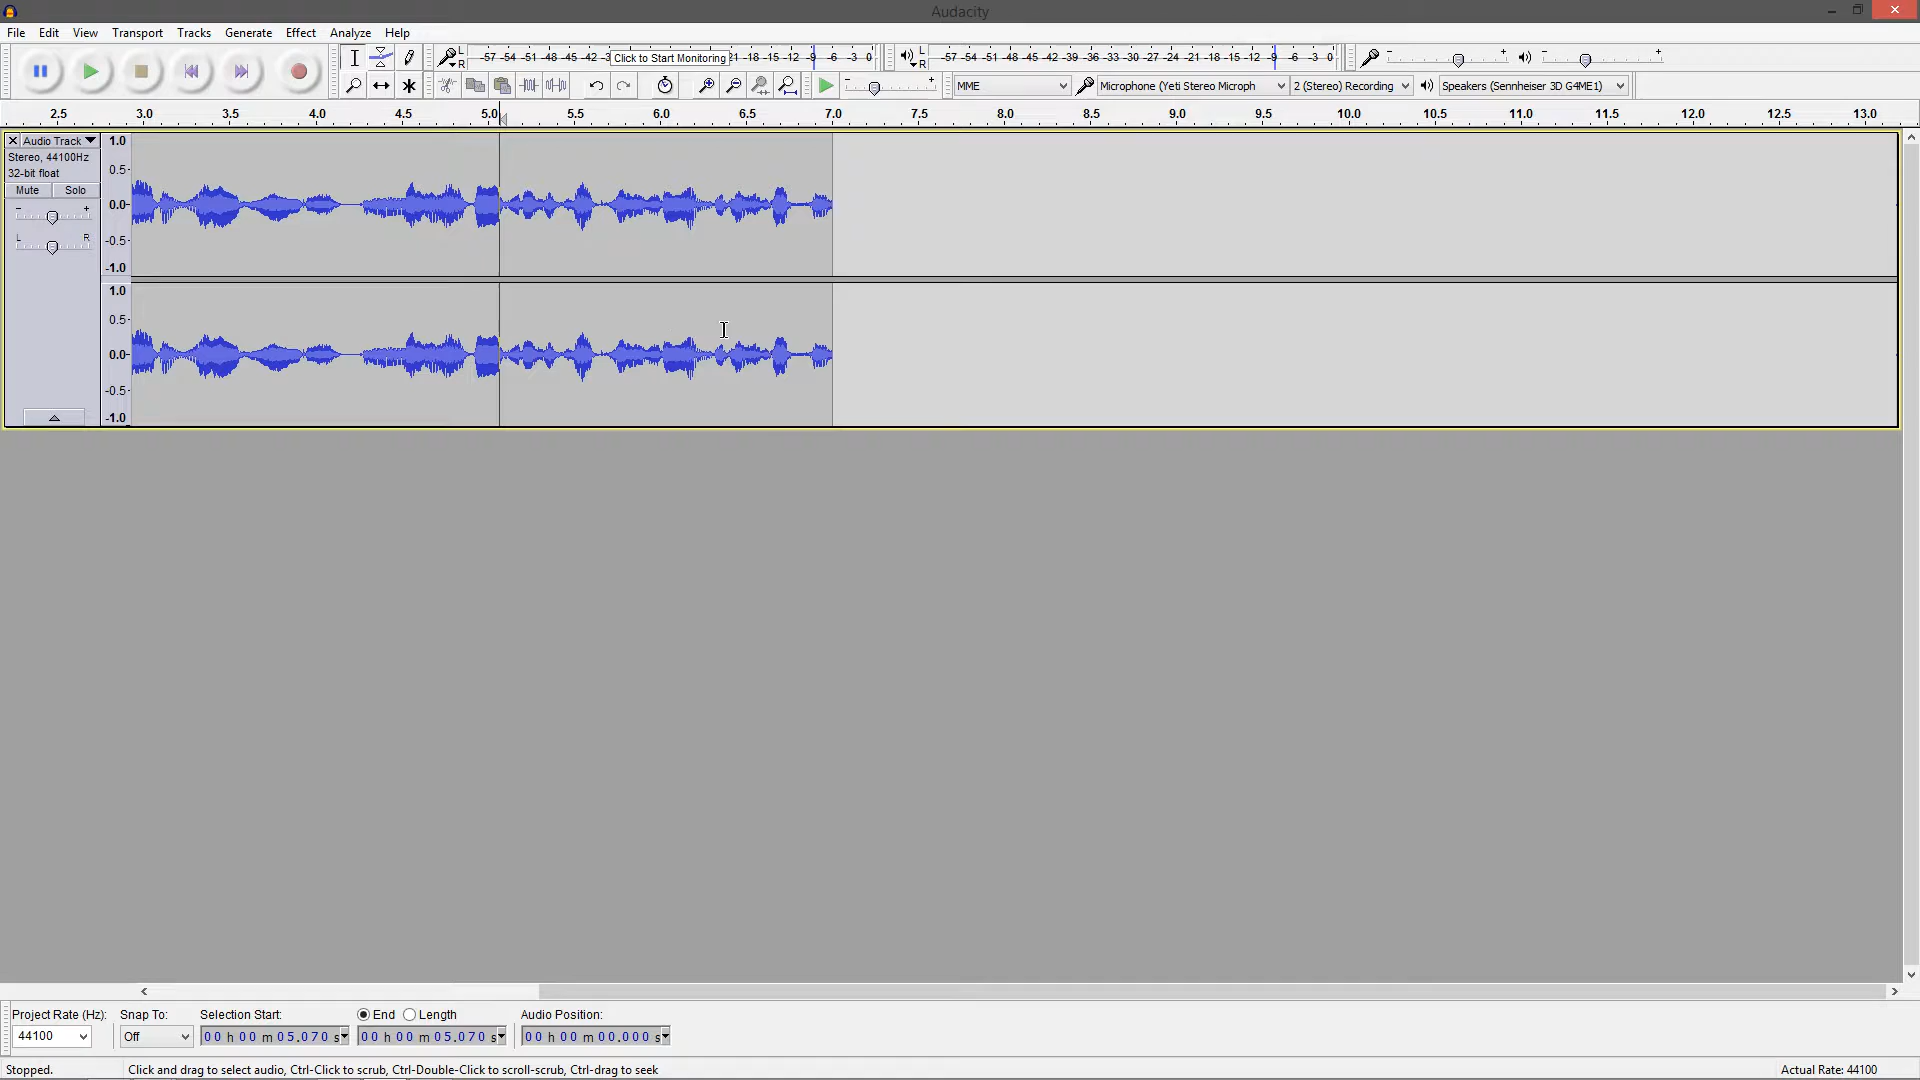 Audacity
File Edit View Transport Tracks Generate Effect Analyze Help
L R -57 -54 -51 -48 -45 -42 -3 Click to Start Monitoring 21 -18 -15 -12 -9 -6 -3 0 L R -57 -54 -51 -48 -45 -42 -39 -36 -33 -30 -27 -24 -21 -18 -15 -12 -9 -6 -3 0 - + - +
- + MME Microphone (Yeti Stereo Microph 2 (Stereo) Recording Speakers (Sennheiser 3D G4ME1)
2.5 3.0 3.5 4.0 4.5 5.0 5.5 6.0 6.5 7.0 7.5 8.0 8.5 9.0 9.5 10.0 10.5 11.0 11.5 12.0 12.5 13.0
Audio Track
Stereo, 44100Hz
32-bit float
Mute Solo
- +
L R
1.0
0.5-
0.0-
-0.5-
-1.0
1.0
0.5-
0.0-
-0.5-
-1.0
Project Rate (Hz): Snap To: Selection Start: End Length Audio Position:
44100 Off 00 h 00 m 05.070 s 00 h 00 m 05.070 s 00 h 00 m 00.000 s
Stopped. Click and drag to select audio, Ctrl-Click to scrub, Ctrl-Double-Click to scroll-scrub, Ctrl-drag to seek Actual Rate: 44100